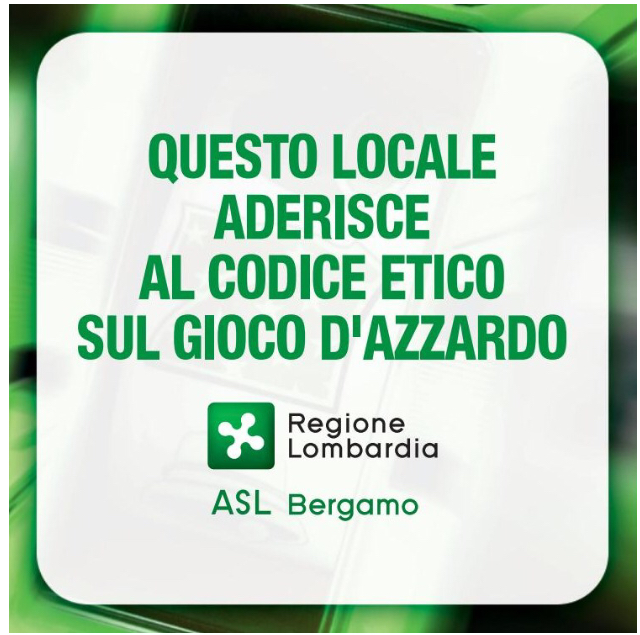 QUESTO LOCALE
ADERISCE
AL CODICE ETICO
SUL GIOCO D'AZZARDO
Regione
Lombardia
ASL Bergamo